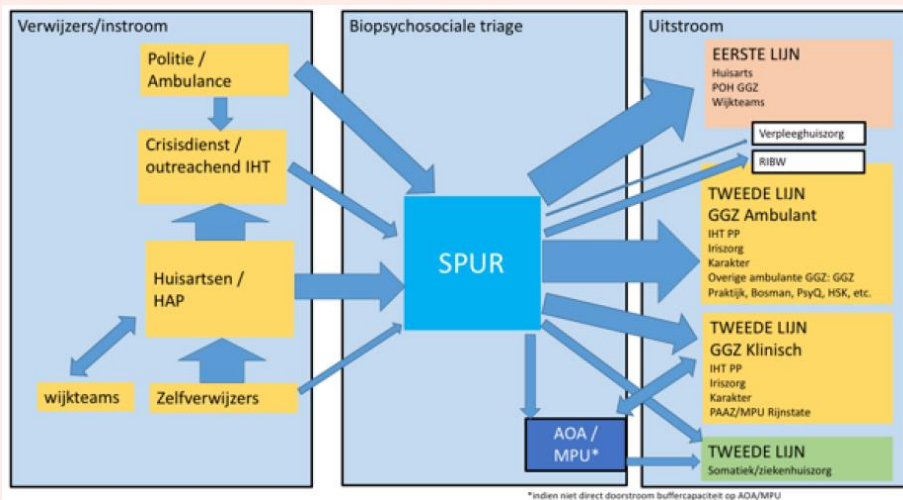 Verwijzers/instroom
Politie /
Ambulance
Crisisdienst /
outreachend IHT
Huisartsen /
HAP
wijkteams
Zelfverwijzers
Biopsychosociale triage
SPUR
AOA /
MPU*
Uitstroom
EERSTE LIJN
Huisarts
POH GGZ
Wijkteams
Verpleeghuiszorg
RIBW
TWEEDE LIJN
GGZ Ambulant
IHT PP
Iriszorg
Karakter
Overige ambulante GGZ: GGZ
Praktijk, Bosman, PsyQ, HSK, etc.
TWEEDE LIJN
GGZ Klinisch
IHT PP
Iriszorg
Karakter
PAAZ/MPU Rijnstate
TWEEDE LIJN
Somatiek/ziekenhuiszorg
*indien niet direct doorstroom buffercapaciteit op AOA/MPU